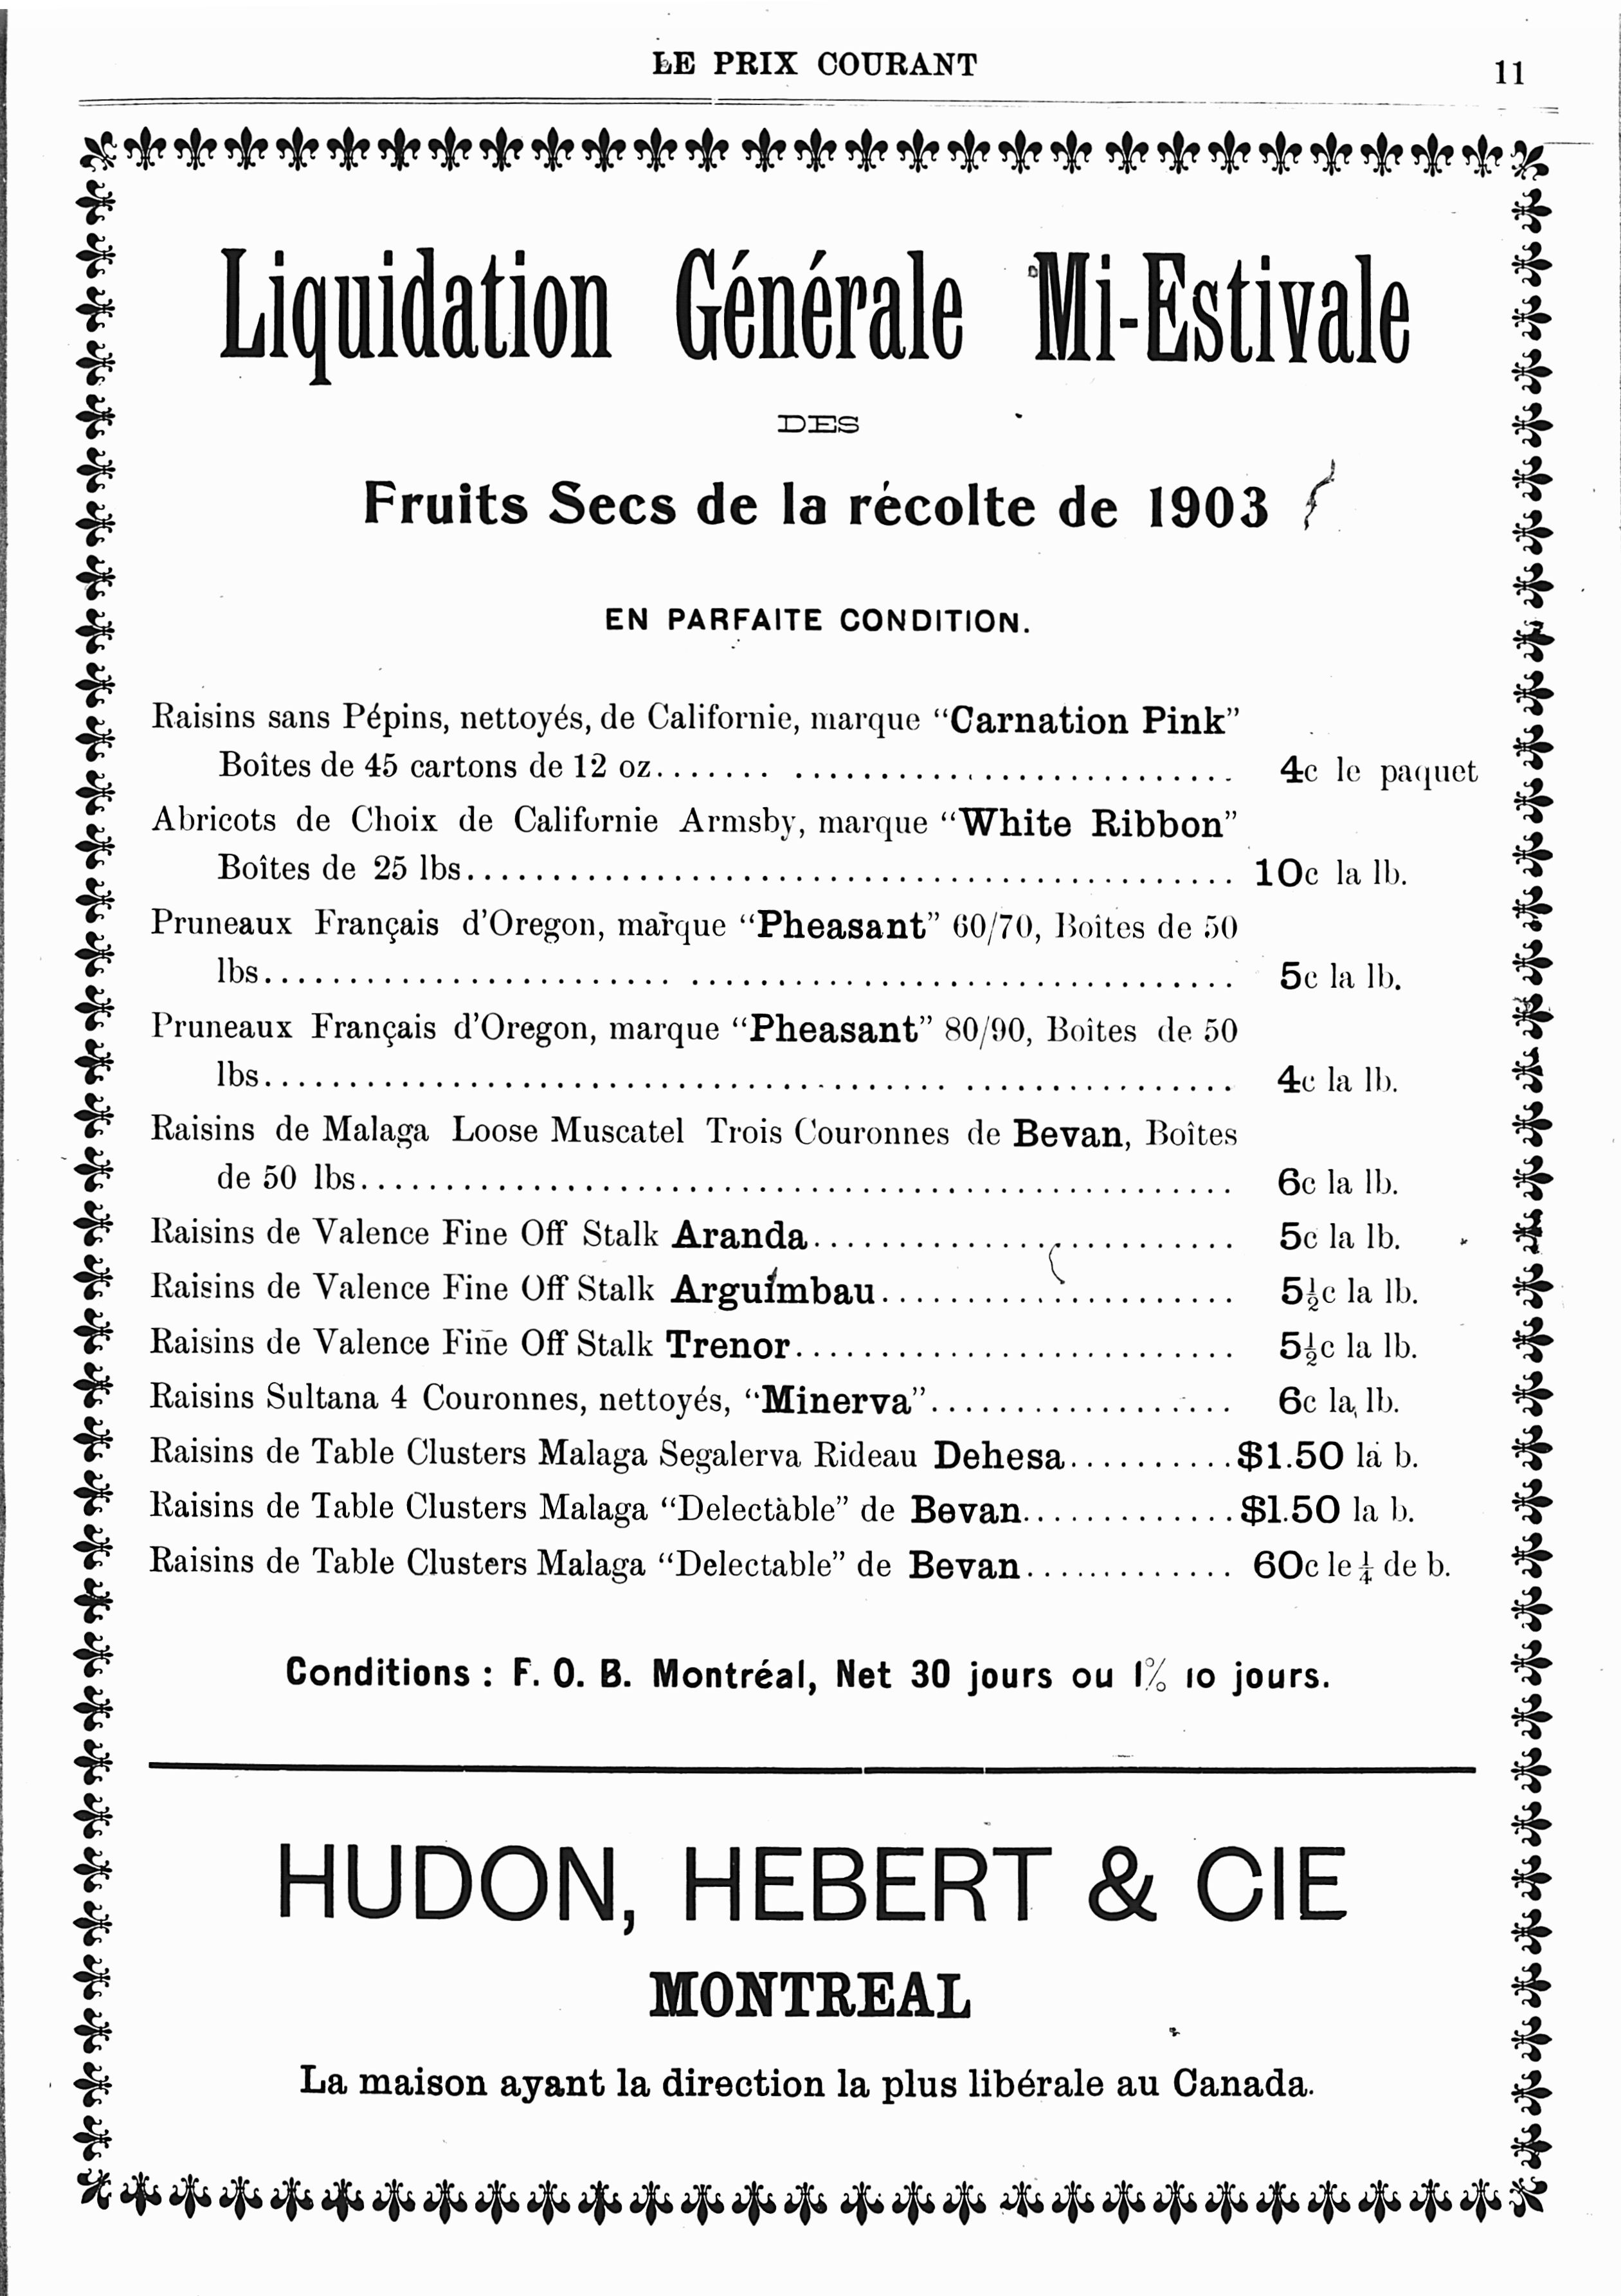 LE PRIX COURANT 11
Liquidation Générale Mi-Estivale
DES
Fruits Secs de la récolte de 1903
EN PARFAITE CONDITION.
Raisins sans Pépins, nettoyés, de Californie, marque “Carnation Pink”
Boîtes de 45 cartons de 12 oz....... .......................... 4c le paquet
Abricots de Choix de Californie Armsby, marque “White Ribbon”
Boîtes de 25 lbs............................................. 10c la lb.
Pruneaux Français d’Oregon, marque “Pheasant” 60/70, Boîtes de 50
lbs........................ ................................ 5c la lb.
Pruneaux Français d’Oregon, marque “Pheasant” 80/90, Boîtes de 50
lbs......................................... ................ 4c la lb.
Raisins de Malaga Loose Muscatel Trois Couronnes de Bevan, Boîtes
de 50 lbs................................................... 6c la lb.
Raisins de Valence Fine Off Stalk Aranda......................... 5c la lb.
Raisins de Valence Fine Off Stalk Arguimbau..................... 5½c la lb.
Raisins de Valence Fine Off Stalk Trenor.......................... 5½c la lb.
Raisins Sultana 4 Couronnes, nettoyés, “Minerva”.................. 6c la lb.
Raisins de Table Clusters Malaga Segalerva Rideau Dehesa..........$1.50 la b.
Raisins de Table Clusters Malaga “Delectable” de Bevan.............$1.50 la b.
Raisins de Table Clusters Malaga “Delectable” de Bevan............. 60c le ¼ de b.
Conditions : F. O. B. Montréal, Net 30 jours ou 1% 10 jours.
HUDON, HEBERT & CIE
MONTREAL
La maison ayant la direction la plus libérale au Canada.